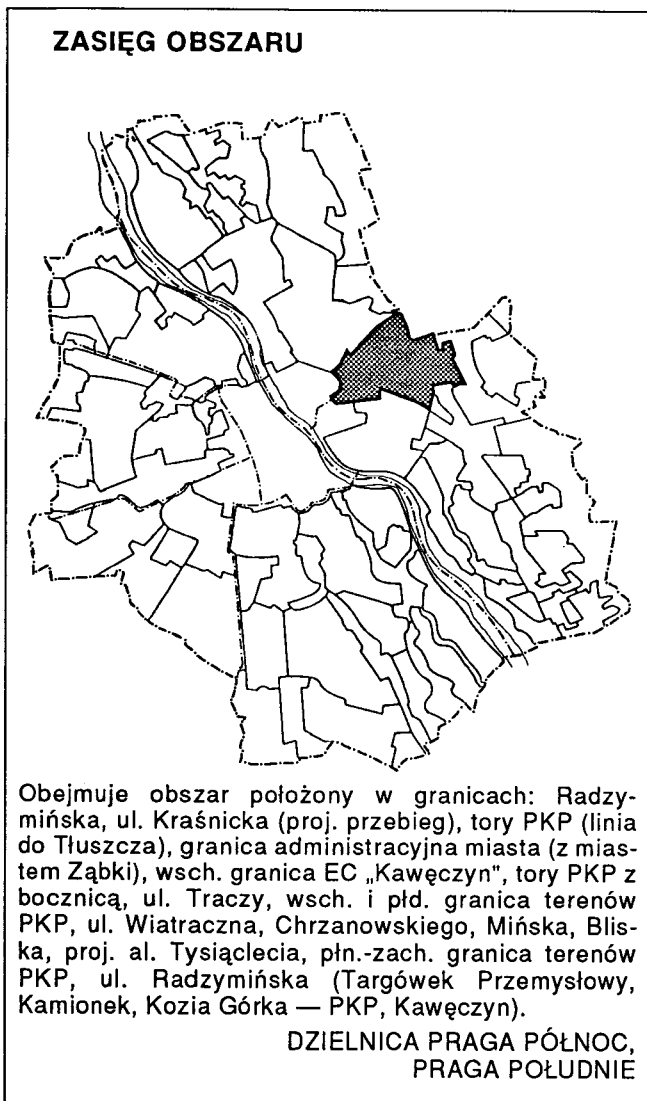 ZASIĘG OBSZARU
Obejmuje obszar położony w granicach: Radzy-
mińska, ul. Kraśnicka (proj. przebieg), tory PKP (linia
do Tłuszcza), granica administracyjna miasta (z mias-
tem Ząbki), wsch. granica EC „Kawęczyn", tory PKP z
bocznicą, ul. Traczy, wsch. i płd. granica terenów
PKP, ul. Wiatraczna, Chrzanowskiego, Mińska, Blis-
ka, proj. al. Tysiąclecia, płn.-zach. granica terenów
PKP, ul. Radzymińska (Targówek Przemysłowy,
Kamionek, Kozia Górka — PKP, Kawęczyn).
DZIELNICA PRAGA PÓŁNOC,
PRAGA POŁUDNIE